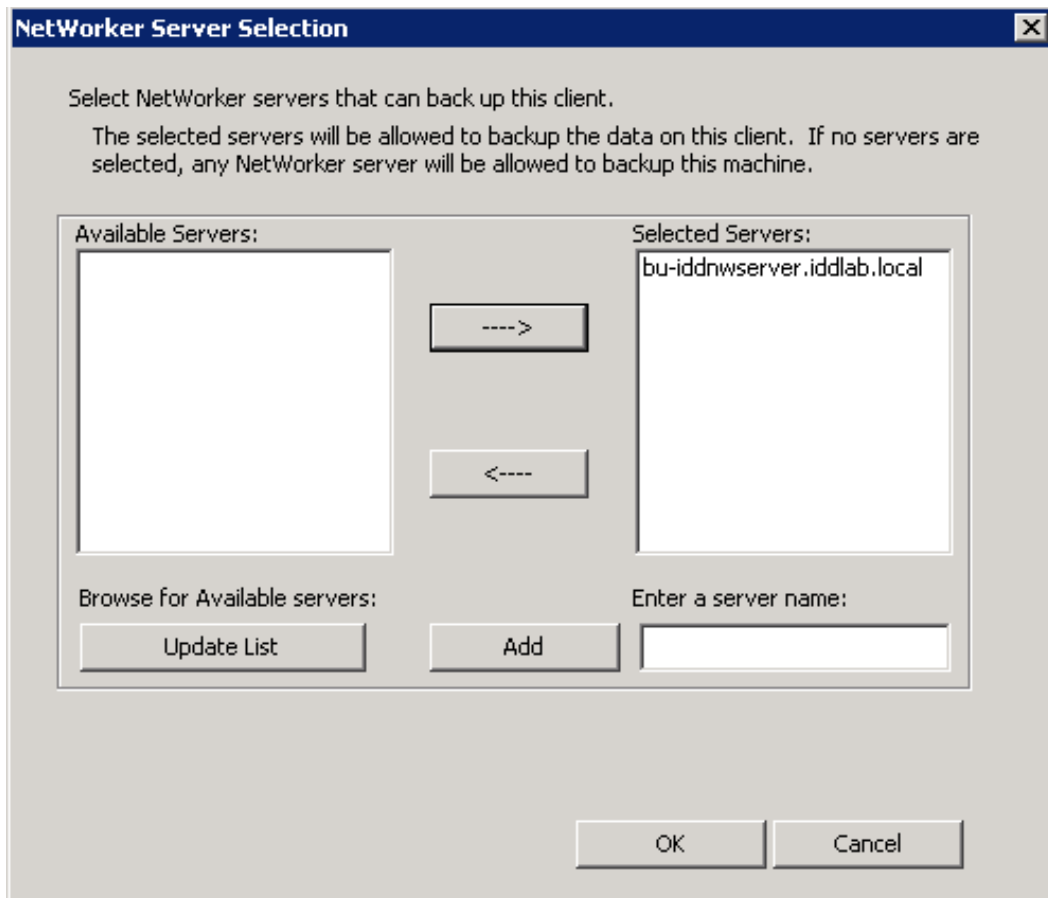 NetWorker Server Selection
Select NetWorker servers that can back up this client.
The selected servers will be allowed to backup the data on this client.  If no servers are
selected, any NetWorker server will be allowed to backup this machine.
Available Servers:
Selected Servers:
bu-iddnwserver.iddlab.local
---->
<----
Browse for Available servers:
Enter a server name:
Update List
Add
OK
Cancel